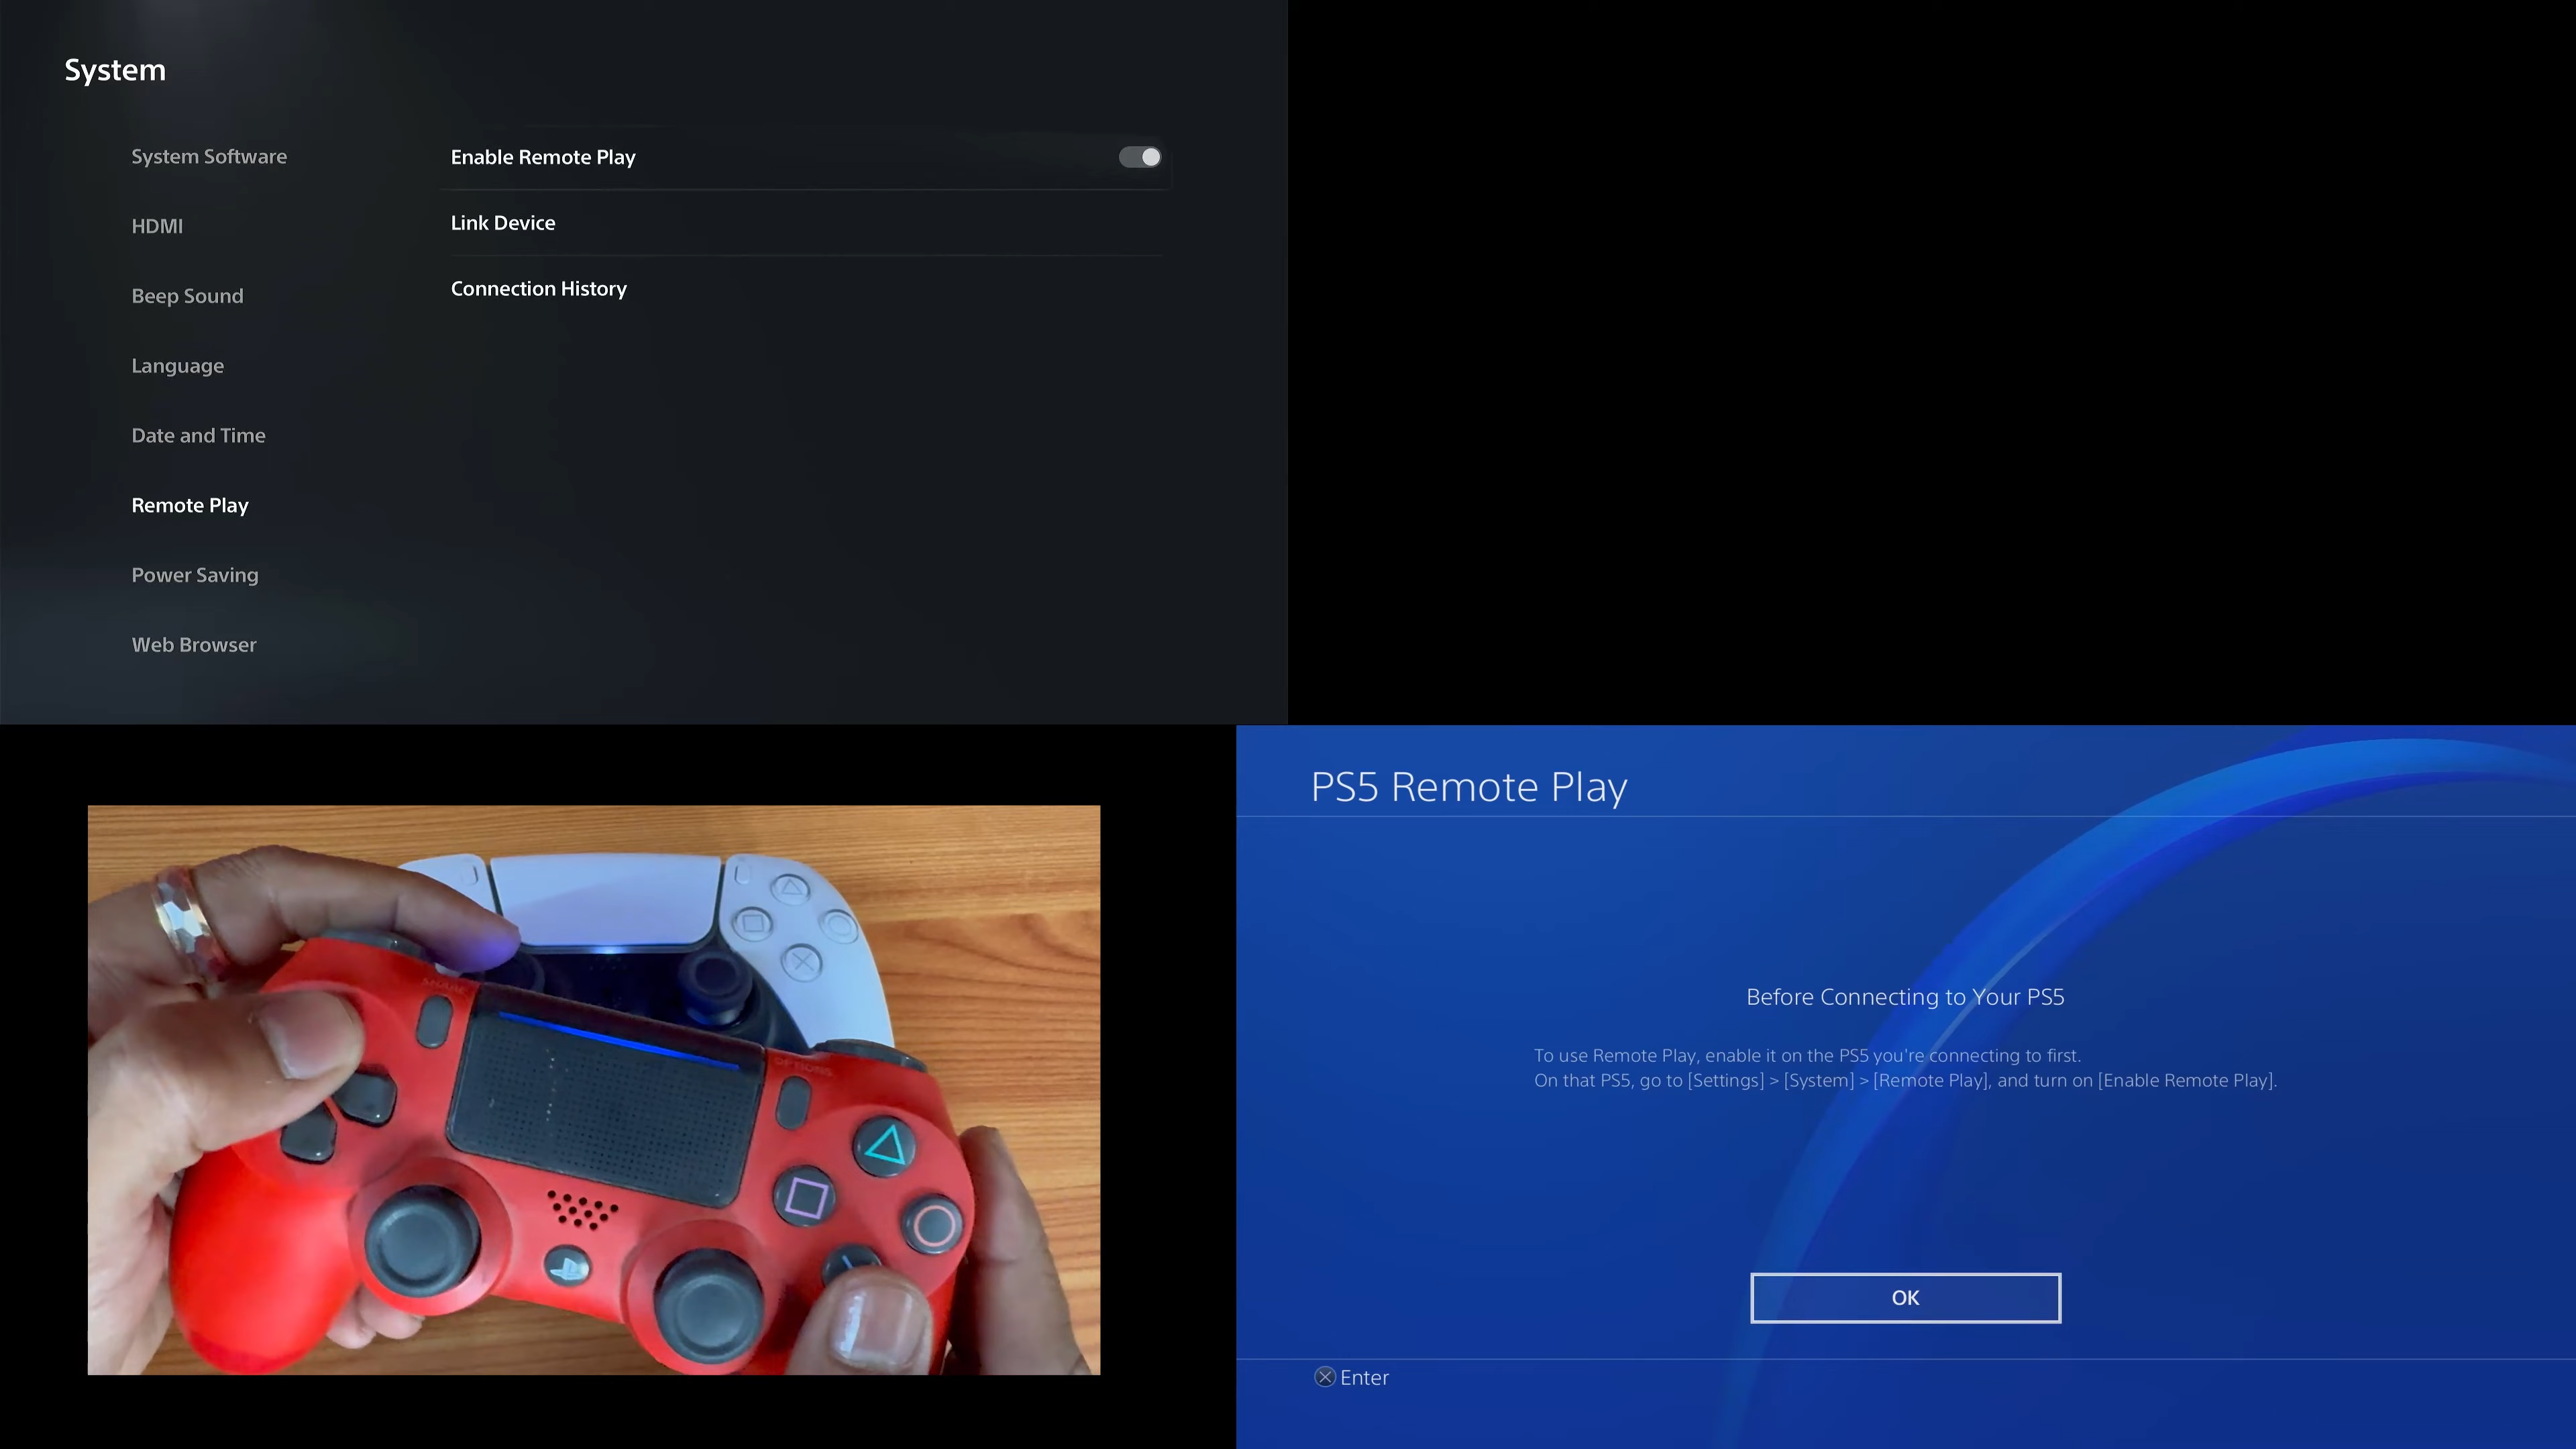 System
System Software
HDMI
Beep Sound
Language
Date and Time
Remote Play
Power Saving
Web Browser
Enable Remote Play
Link Device
Connection History
SHARE
OPTIONS
PS5 Remote Play
Before Connecting to Your PS5
To use Remote Play, enable it on the PS5 you're connecting to first.
On that PS5, go to [Settings] > [System] > [Remote Play], and turn on [Enable Remote Play].
OK
Enter